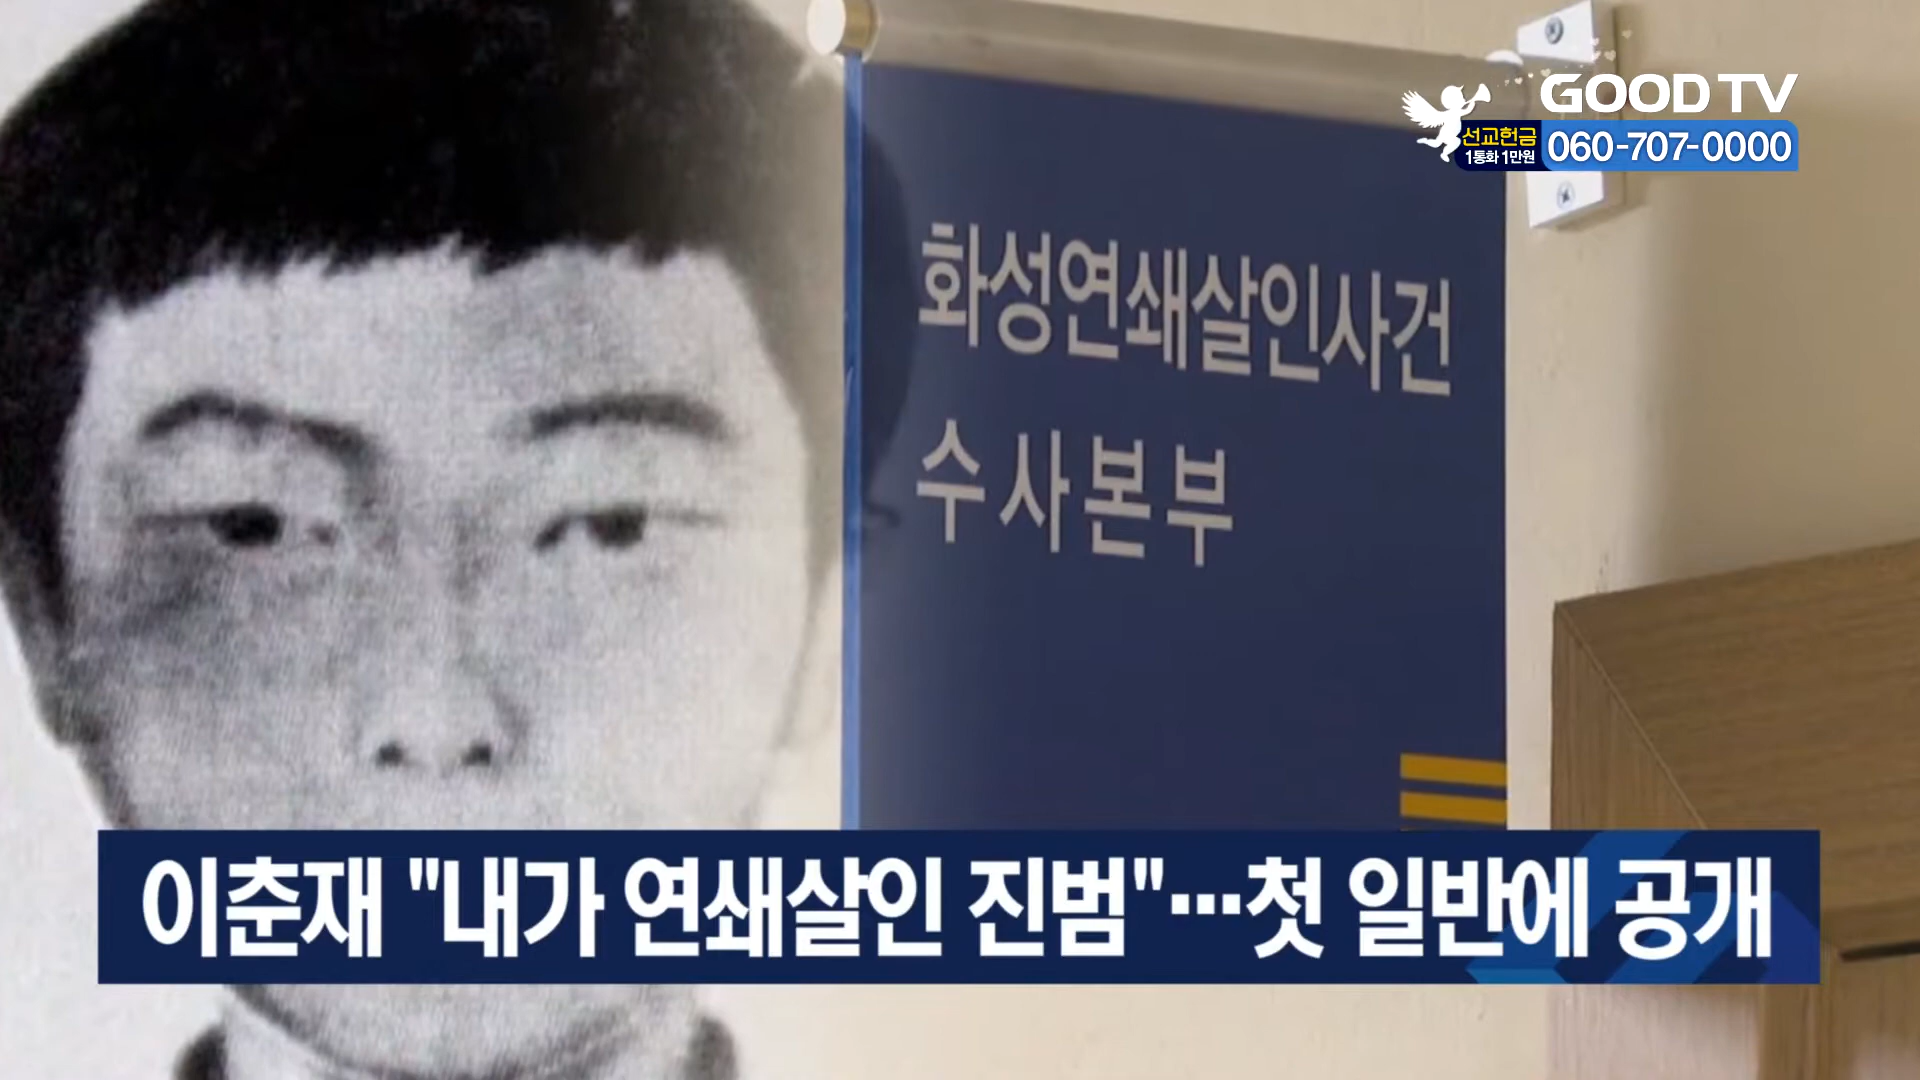 GOODTV
선교헌금
1통화 1만원
060-707-0000
화성연쇄살인사건
수사본부
이춘재 "내가 연쇄살인 진범"…첫 일반에 공개